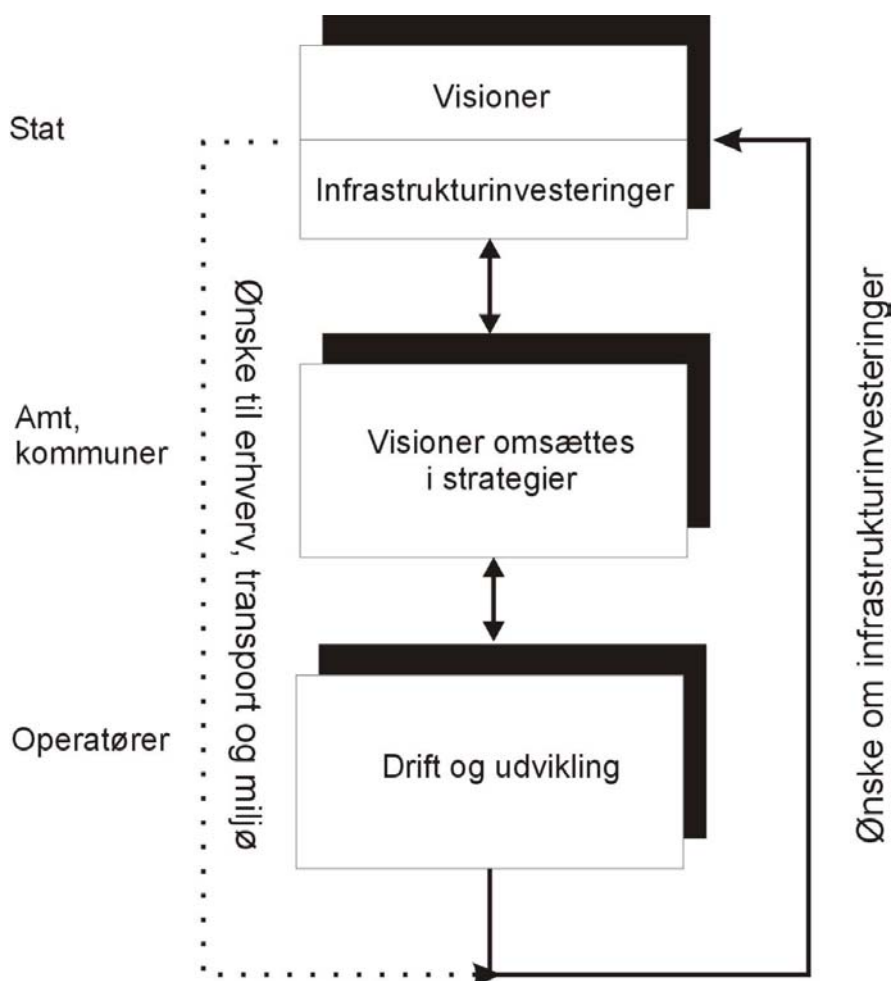 Visioner
Stat
Infrastrukturinvesteringer
Ønske til erhverv, transport og miljø
Ønske om infrastrukturinvesteringer
Amt,
kommuner
Visioner omsættes
i strategier
Operatører
Drift og udvikling